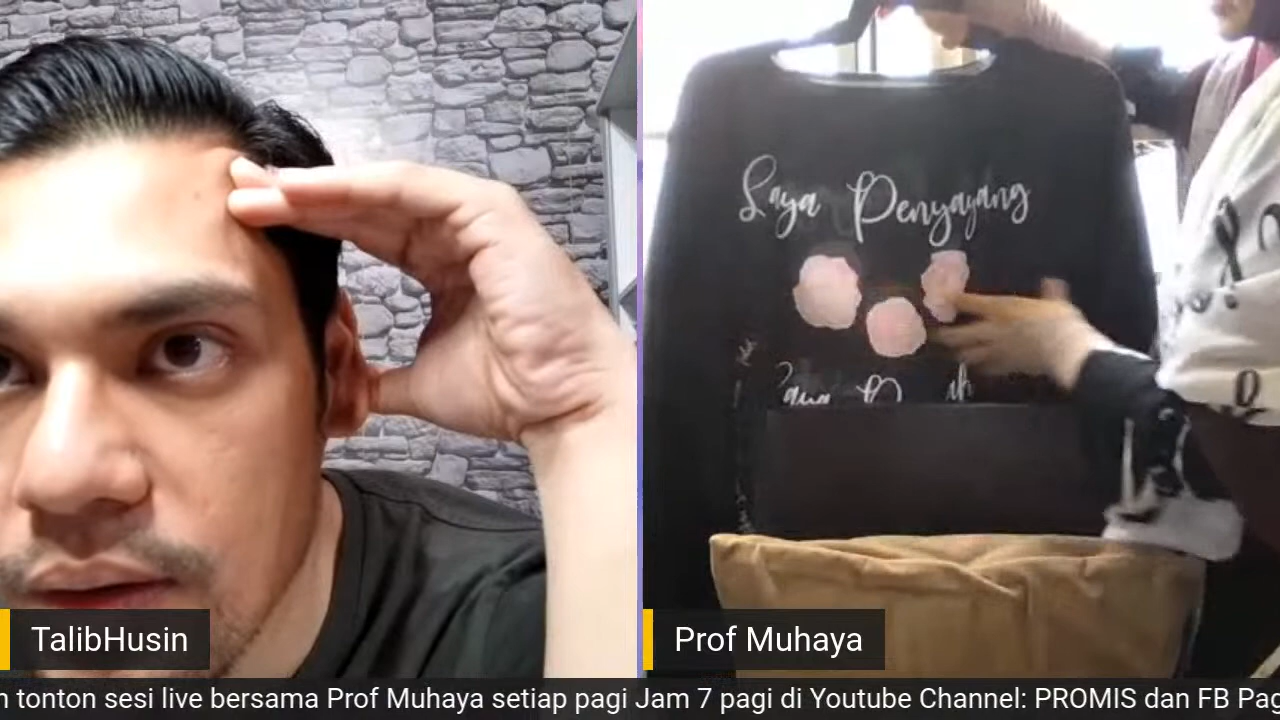 Saya Penyayang
TalibHusin
Prof Muhaya
tonton sesi live bersama Prof Muhaya setiap pagi Jam 7 pagi di Youtube Channel: PROMIS dan FB